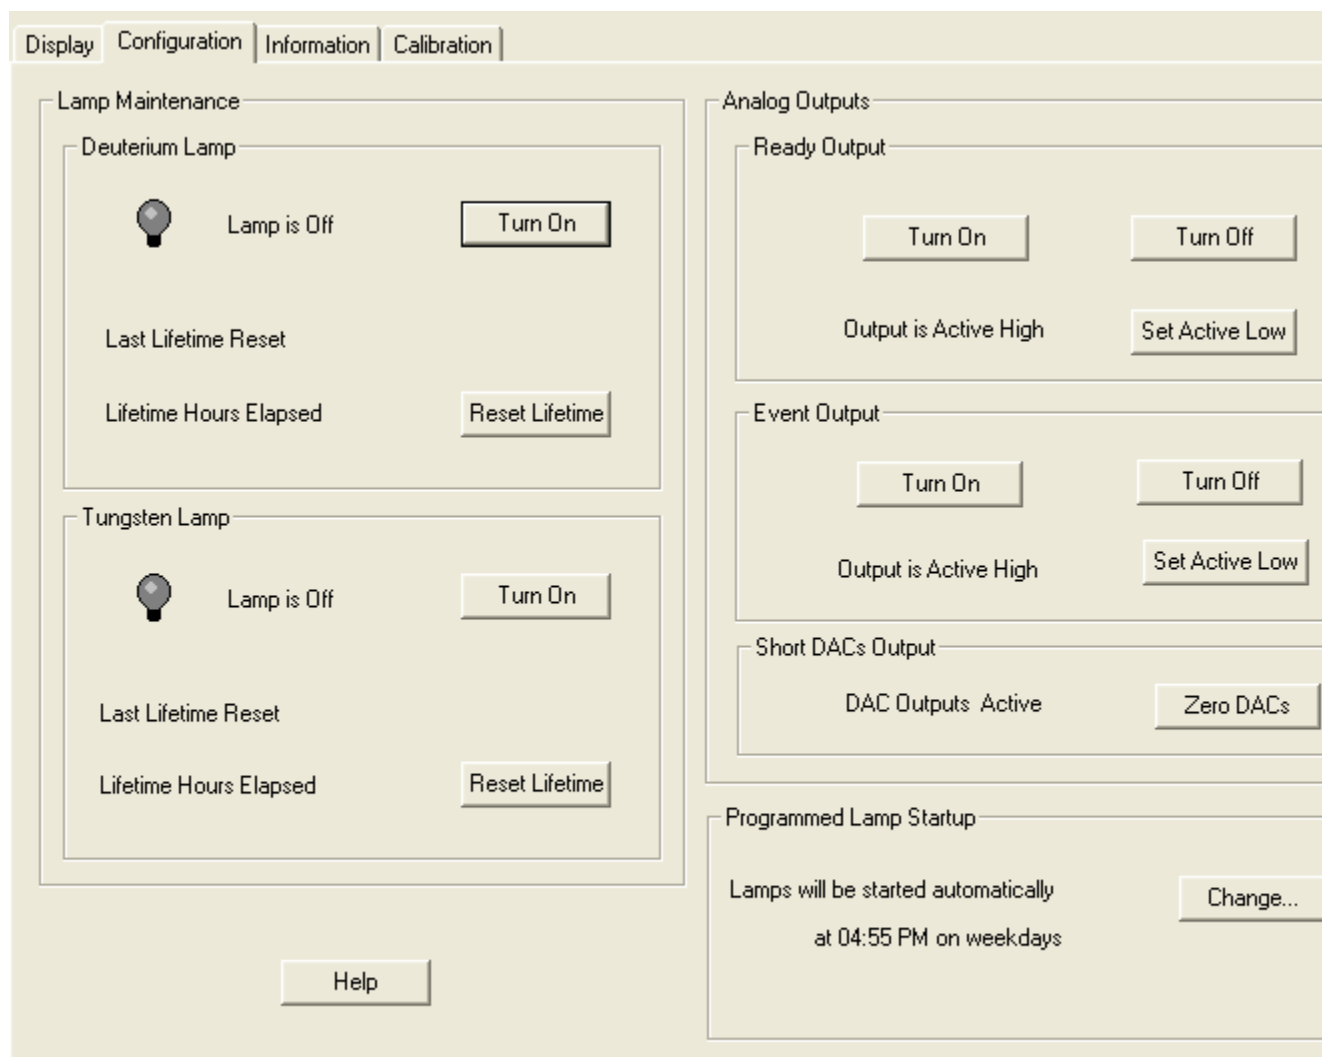 Display Configuration Information Calibration
Lamp Maintenance
Deuterium Lamp
Lamp is Off Turn On
Last Lifetime Reset
Lifetime Hours Elapsed Reset Lifetime
Tungsten Lamp
Lamp is Off Turn On
Last Lifetime Reset
Lifetime Hours Elapsed Reset Lifetime
Help
Analog Outputs
Ready Output
Turn On Turn Off
Output is Active High Set Active Low
Event Output
Turn On Turn Off
Output is Active High Set Active Low
Short DACs Output
DAC Outputs Active Zero DACs
Programmed Lamp Startup
Lamps will be started automatically Change...
at 04:55 PM on weekdays